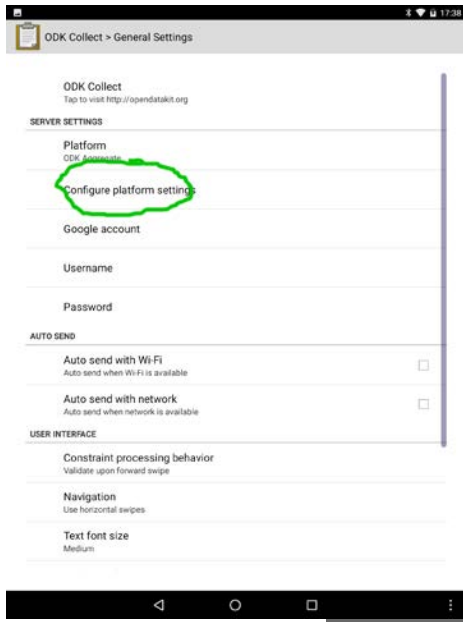 17:38
ODK Collect > General Settings
ODK Collect
Tap to visit http://opendatakit.org
SERVER SETTINGS
Platform
ODK Aggregate
Configure platform settings
Google account
Username
Password
AUTO SEND
Auto send with Wi-Fi
Auto send when Wi-Fi is available
Auto send with network
Auto send when network is available
USER INTERFACE
Constraint processing behavior
Validate upon forward swipe
Navigation
Use horizontal swipes
Text font size
Medium